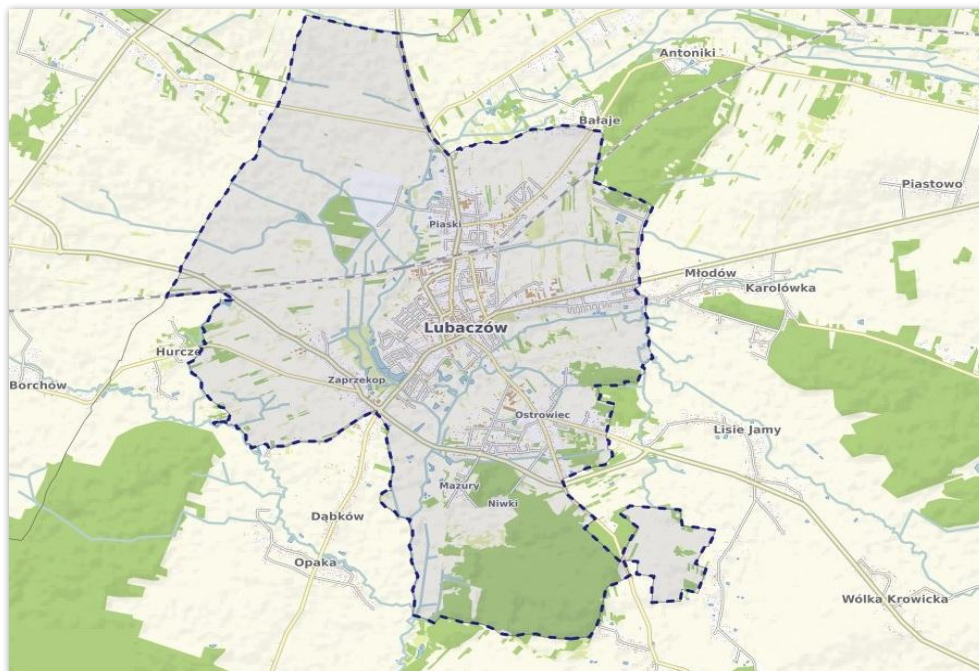 Antoniki
Bałaje
Piastowo
Piaski
Młodów
Karolówka
Lubaczów
Hurcze
Borchów
Zaprzekop
Ostrowiec
Lisie Jamy
Mazury
Niwki
Dąbków
Opaka
Wólka Krowicka